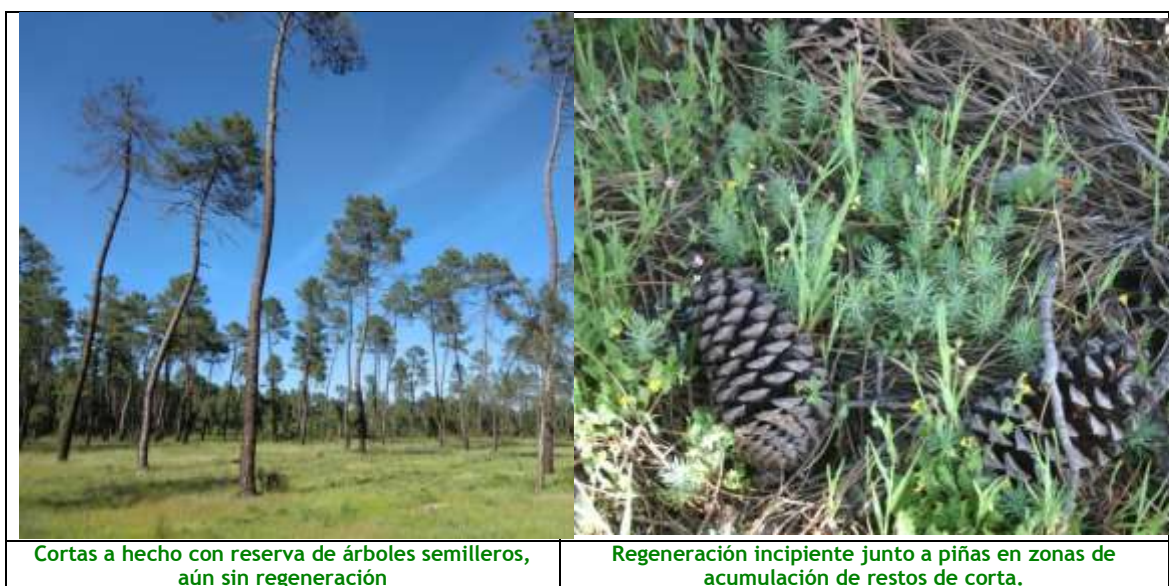 Cortas a hecho con reserva de árboles semilleros,
aún sin regeneración
Regeneración incipiente junto a piñas en zonas de
acumulación de restos de corta.